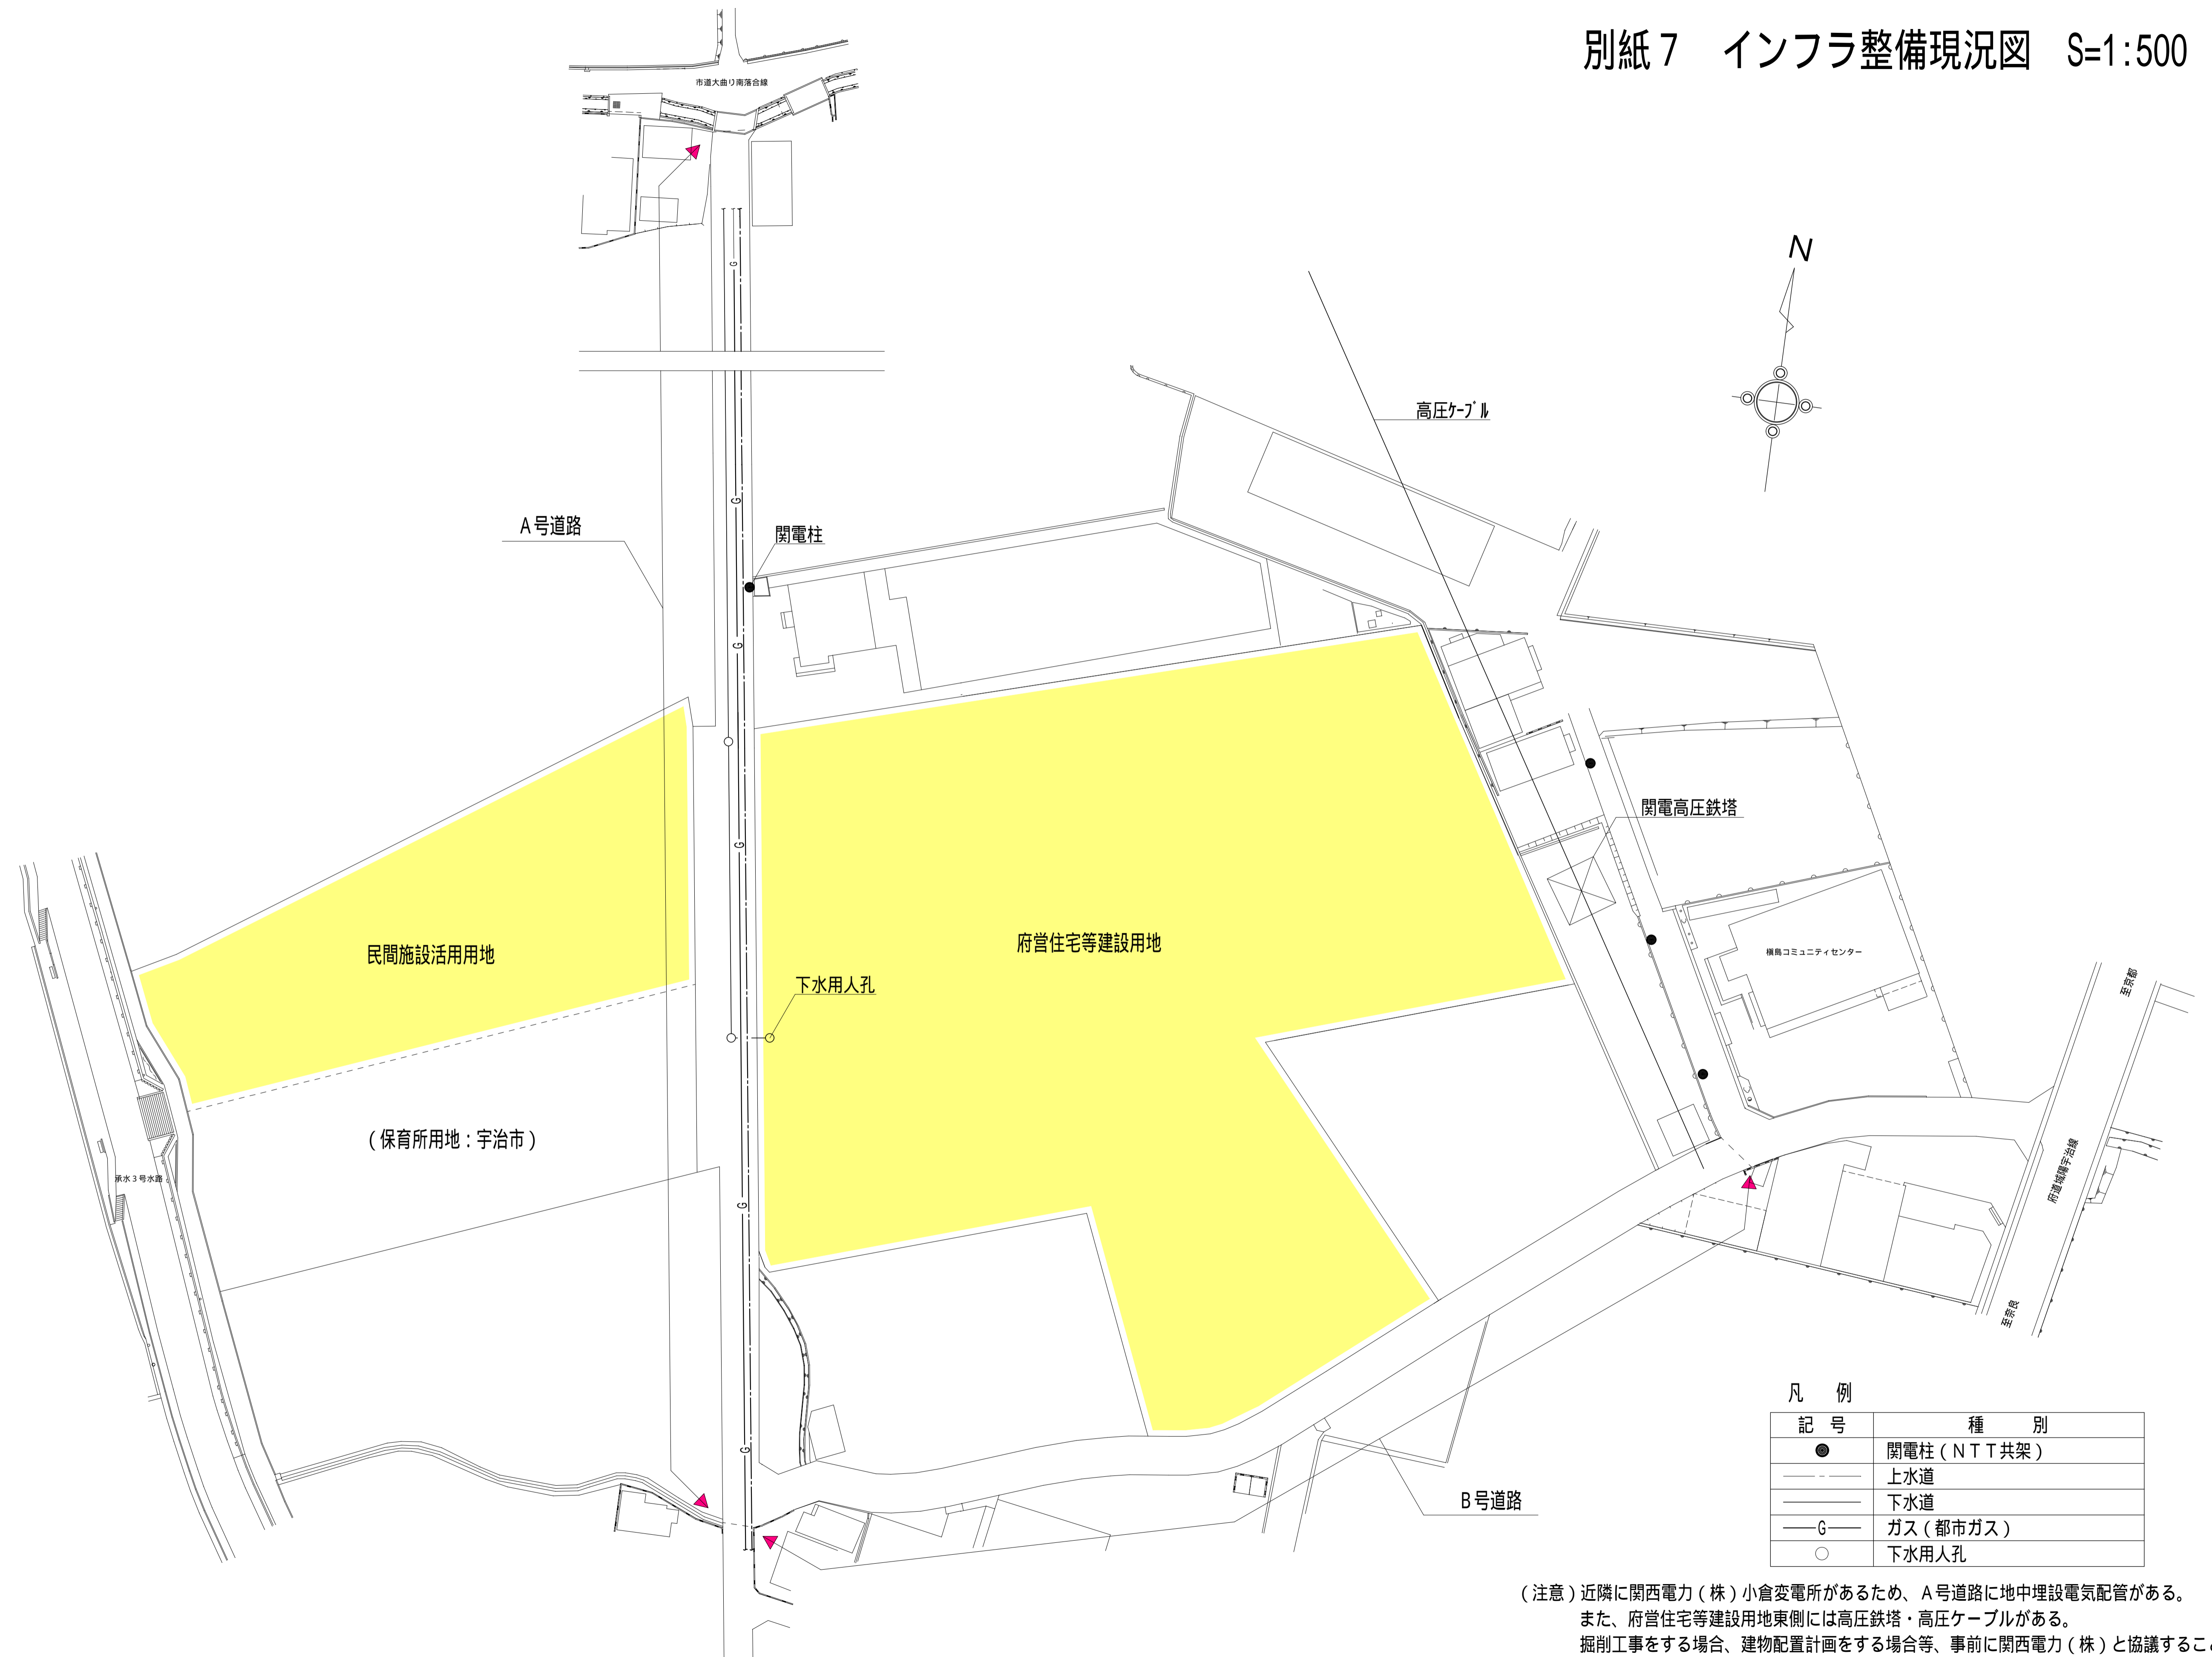 別紙７　インフラ整備現況図　S=1:500
市道大曲り南落合線
G
N
高圧ｹｰﾌﾞﾙ
G
Ａ号道路
関電柱
G
関電高圧鉄塔
G
民間施設活用用地
府営住宅等建設用地
槇島コミュニティセンター
下水用人孔
至京都
（保育所用地：宇治市）
承水３号水路
府道城陽宇治線
G
至奈良
G
Ｂ号道路
凡　例
記　号　種　　別
関電柱（ＮＴＴ共架）
上水道
下水道
G　ガス（都市ガス）
下水用人孔
（注意）近隣に関西電力（株）小倉変電所があるため、Ａ号道路に地中埋設電気配管がある。
また、府営住宅等建設用地東側には高圧鉄塔・高圧ケーブルがある。
掘削工事をする場合、建物配置計画をする場合等、事前に関西電力（株）と協議するこ